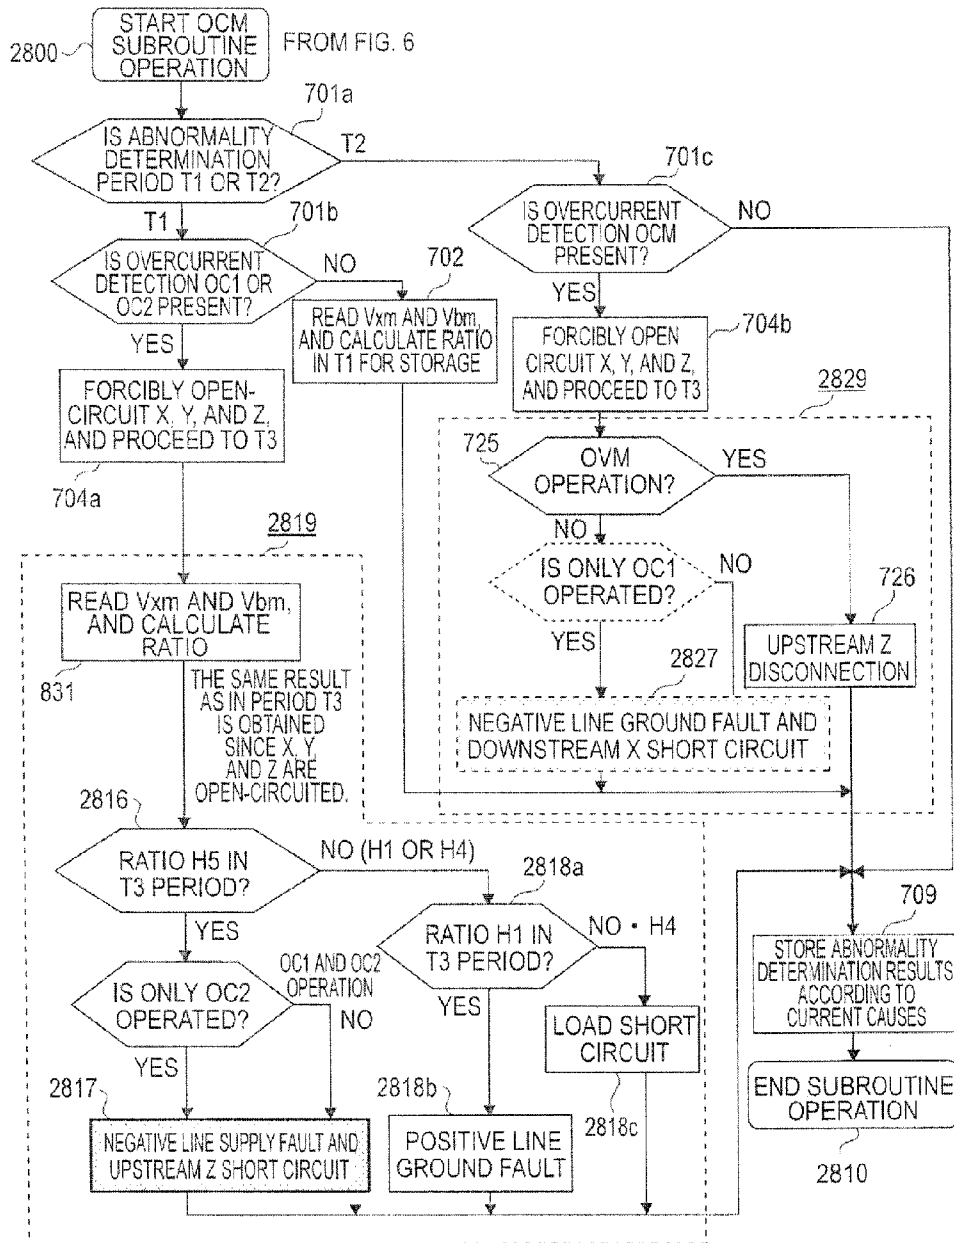 START OCM
SUBROUTINE
OPERATION
2800
FROM FIG. 6
701a
IS ABNORMALITY
DETERMINATION
PERIOD T1 OR T2?
T2
T1
701b
IS OVERCURRENT
DETECTION OC1 OR
OC2 PRESENT?
NO
YES
702
READ Vxm AND Vbm,
AND CALCULATE RATIO
IN T1 FOR STORAGE
701c
IS OVERCURRENT
DETECTION OCM
PRESENT?
NO
YES
704b
FORCIBLY OPEN
CIRCUIT X, Y, AND Z,
AND PROCEED TO T3
FORCIBLY OPEN-
CIRCUIT X, Y, AND Z,
AND PROCEED TO T3
704a
2829
725
OVM
OPERATION?
YES
NO
IS ONLY OC1
OPERATED?
NO
YES
726
UPSTREAM Z
DISCONNECTION
2827
NEGATIVE LINE GROUND FAULT AND
DOWNSTREAM X SHORT CIRCUIT
2819
READ Vxm AND Vbm,
AND CALCULATE
RATIO
831
THE SAME RESULT
AS IN PERIOD T3
IS OBTAINED
SINCE X, Y,
AND Z ARE
OPEN-CIRCUITED.
2816
RATIO H5 IN
T3 PERIOD?
NO (H1 OR H4)
YES
2818a
RATIO H1 IN
T3 PERIOD?
NO • H4
YES
IS ONLY OC2
OPERATED?
OC1 AND OC2
OPERATION
NO
YES
LOAD SHORT
CIRCUIT
2818c
2817
NEGATIVE LINE SUPPLY FAULT AND
UPSTREAM Z SHORT CIRCUIT
2818b
POSITIVE LINE
GROUND FAULT
709
STORE ABNORMALITY
DETERMINATION RESULTS
ACCORDING TO
CURRENT CAUSES
END SUBROUTINE
OPERATION
2810